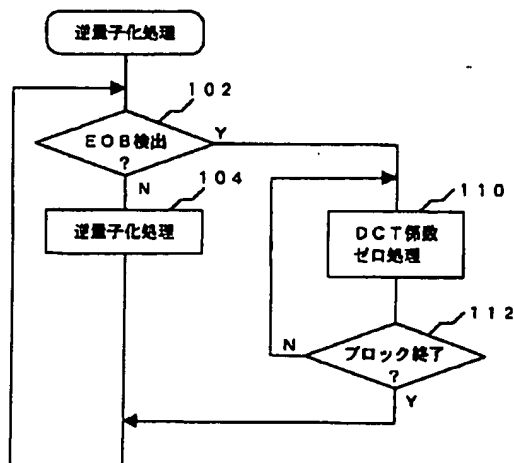 逆量子化処理
102
EOB検出
?
Y
N
104
逆量子化処理
110
DCT係数
ゼロ処理
112
ブロック終了
?
N
Y